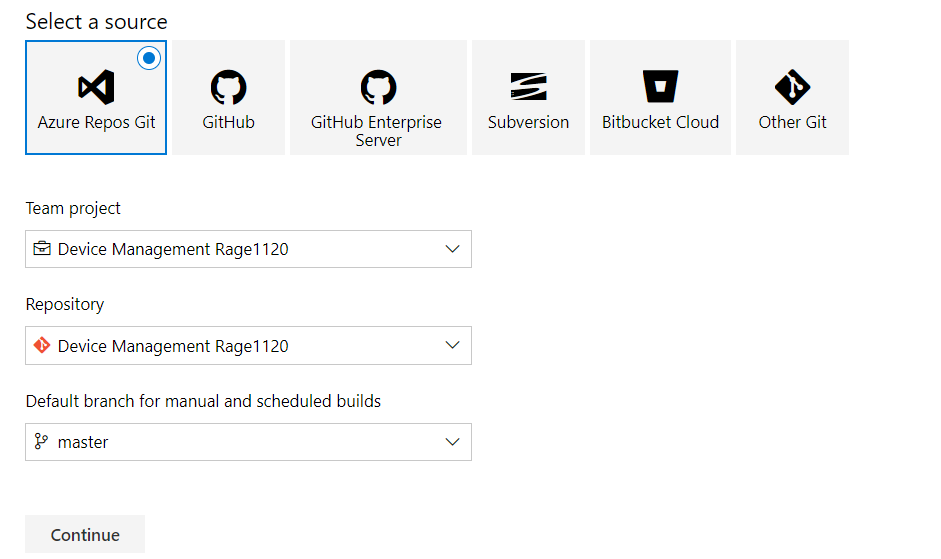 Select a source
Azure Repos Git
GitHub
GitHub Enterprise
Server
Subversion
Bitbucket Cloud
Other Git
Team project
Device Management Rage1120
Repository
Device Management Rage1120
Default branch for manual and scheduled builds
master
Continue